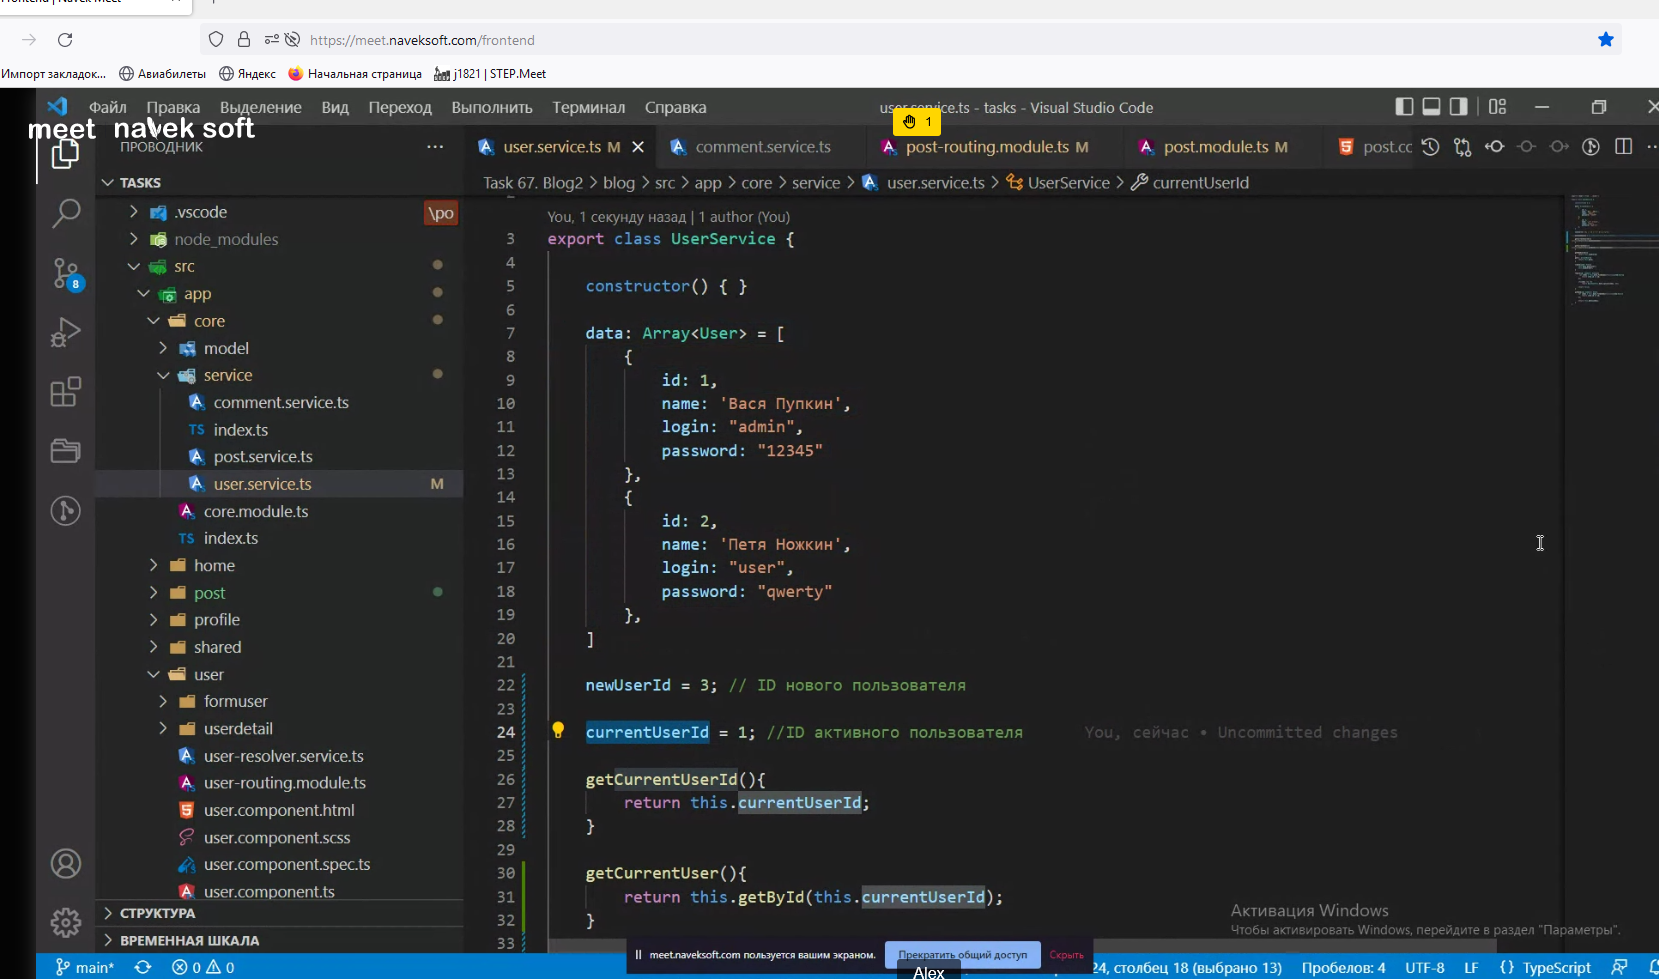 Frontend | Navek Meet
https://meet.naveksoft.com/frontend
Импорт закладок... Авиабилеты Яндекс Начальная страница j1821 | STEP.Meet
Файл Правка Выделение Вид Переход Выполнить Терминал Справка
user.service.ts - tasks - Visual Studio Code
meet navek soft
1
ПРОВОДНИК
user.service.ts M
comment.service.ts
post-routing.module.ts M
post.module.ts M
post.cc
TASKS
Task 67. Blog2 > blog > src > app > core > service > user.service.ts > UserService > currentUserId
.vscode
\po
node_modules
src
app
core
model
service
comment.service.ts
index.ts
post.service.ts
user.service.ts M
core.module.ts
index.ts
home
post
profile
shared
user
formuser
userdetail
user-resolver.service.ts
user-routing.module.ts
user.component.html
user.component.scss
user.component.spec.ts
user.component.ts
СТРУКТУРА
ВРЕМЕННАЯ ШКАЛА
8
You, 1 секунду назад | 1 author (You)
3 export class UserService {
4
5 constructor() { }
6
7 data: Array<User> = [
8 {
9 id: 1,
10 name: 'Вася Пупкин',
11 login: "admin",
12 password: "12345"
13 },
14 {
15 id: 2,
16 name: 'Петя Ножкин',
17 login: "user",
18 password: "qwerty"
19 },
20 ]
21
22 newUserId = 3; // ID нового пользователя
23
24 currentUserId = 1; //ID активного пользователя You, сейчас • Uncommitted changes
25
26 getCurrentUserId(){
27 return this.currentUserId;
28 }
29
30 getCurrentUser(){
31 return this.getById(this.currentUserId);
32 }
33
Активация Windows
Чтобы активировать Windows, перейдите в раздел "Параметры".
meet.naveksoft.com пользуется вашим экраном. Прекратить общий доступ Скрыть
Alex
main* 0 0 24, столбец 18 (выбрано 13) Пробелов: 4 UTF-8 LF {} TypeScript